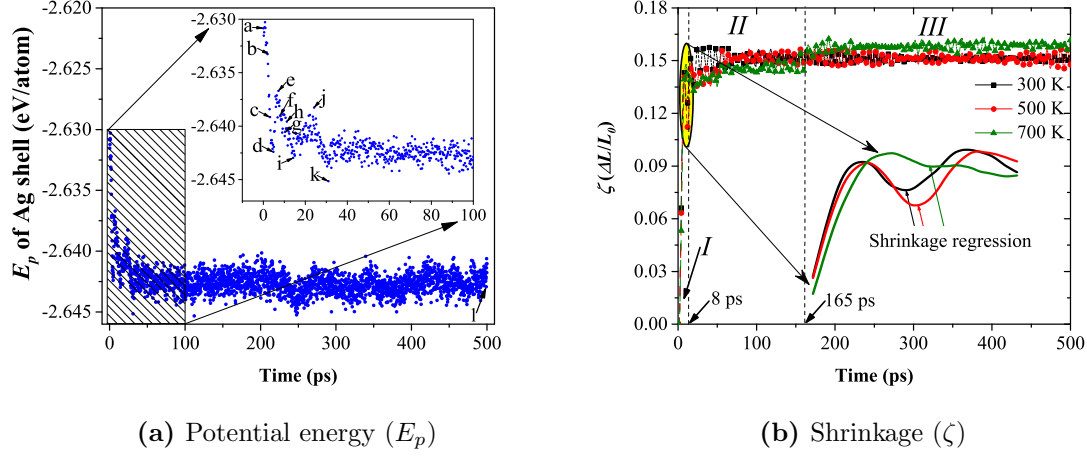 -2.620
-2.625
-2.630
-2.635
-2.640
-2.645
E_p of Ag shell (eV/atom)
0 100 200 300 400 500
Time (ps)
-2.630
-2.635
-2.640
-2.645
0 20 40 60 80 100
a
b
c
d
e
f
g
h
i
j
k
l
(a) Potential energy (E_p)
0.18
0.15
0.12
0.09
0.06
0.03
0.00
ζ (ΔL/L_0)
0 100 200 300 400 500
Time (ps)
I
II
III
300 K
500 K
700 K
Shrinkage regression
8 ps
165 ps
(b) Shrinkage (ζ)